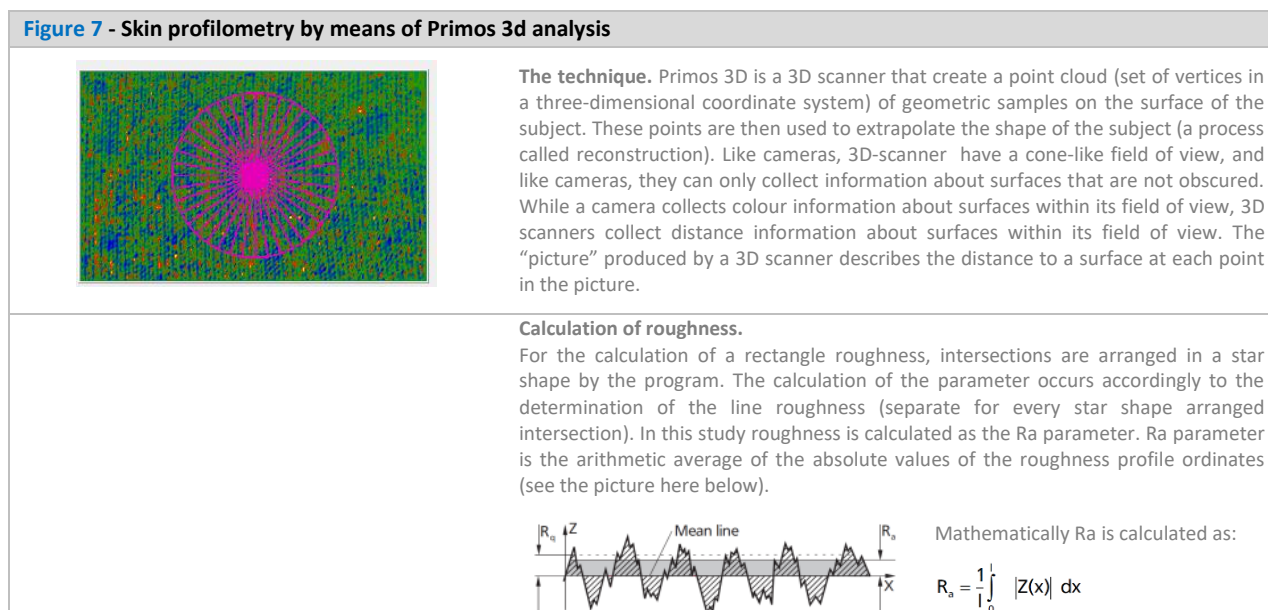 Figure 7 - Skin profilometry by means of Primos 3d analysis
The technique. Primos 3D is a 3D scanner that create a point cloud (set of vertices in
a three-dimensional coordinate system) of geometric samples on the surface of the
subject. These points are then used to extrapolate the shape of the subject (a process
called reconstruction). Like cameras, 3D-scanner have a cone-like field of view, and
like cameras, they can only collect information about surfaces that are not obscured.
While a camera collects colour information about surfaces within its field of view, 3D
scanners collect distance information about surfaces within its field of view. The
“picture” produced by a 3D scanner describes the distance to a surface at each point
in the picture.
Calculation of roughness.
For the calculation of a rectangle roughness, intersections are arranged in a star
shape by the program. The calculation of the parameter occurs accordingly to the
determination of the line roughness (separate for every star shape arranged
intersection). In this study roughness is calculated as the Ra parameter. Ra parameter
is the arithmetic average of the absolute values of the roughness profile ordinates
(see the picture here below).
Rq Z Mean line Ra
X
Mathematically Ra is calculated as:
Ra = 1/l ∫0^l |Z(x)| dx